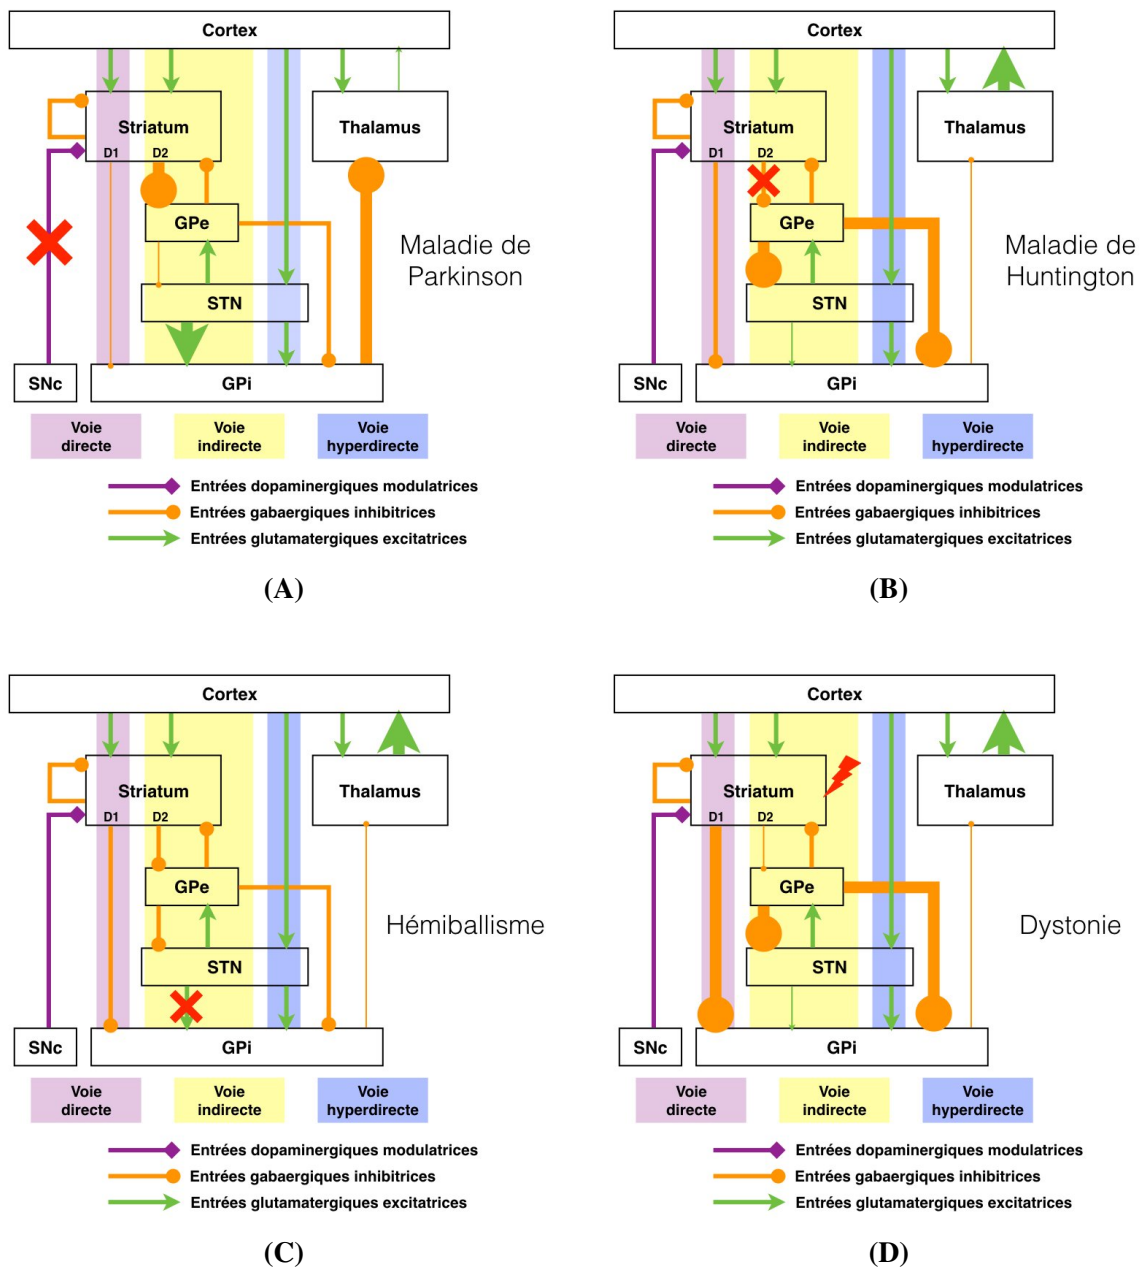 Cortex
Striatum
D1 D2
Thalamus
GPe
Maladie de
Parkinson
STN
SNc
GPi
Voie
directe
Voie
indirecte
Voie
hyperdirecte
Entrées dopaminergiques modulatrices
Entrées gabaergiques inhibitrices
Entrées glutamatergiques excitatrices
(A)
Cortex
Striatum
D1 D2
Thalamus
GPe
Maladie de
Huntington
STN
SNc
GPi
Voie
directe
Voie
indirecte
Voie
hyperdirecte
Entrées dopaminergiques modulatrices
Entrées gabaergiques inhibitrices
Entrées glutamatergiques excitatrices
(B)
Cortex
Striatum
D1 D2
Thalamus
GPe
Hémiballisme
STN
SNc
GPi
Voie
directe
Voie
indirecte
Voie
hyperdirecte
Entrées dopaminergiques modulatrices
Entrées gabaergiques inhibitrices
Entrées glutamatergiques excitatrices
(C)
Cortex
Striatum
D1 D2
Thalamus
GPe
Dystonie
STN
SNc
GPi
Voie
directe
Voie
indirecte
Voie
hyperdirecte
Entrées dopaminergiques modulatrices
Entrées gabaergiques inhibitrices
Entrées glutamatergiques excitatrices
(D)